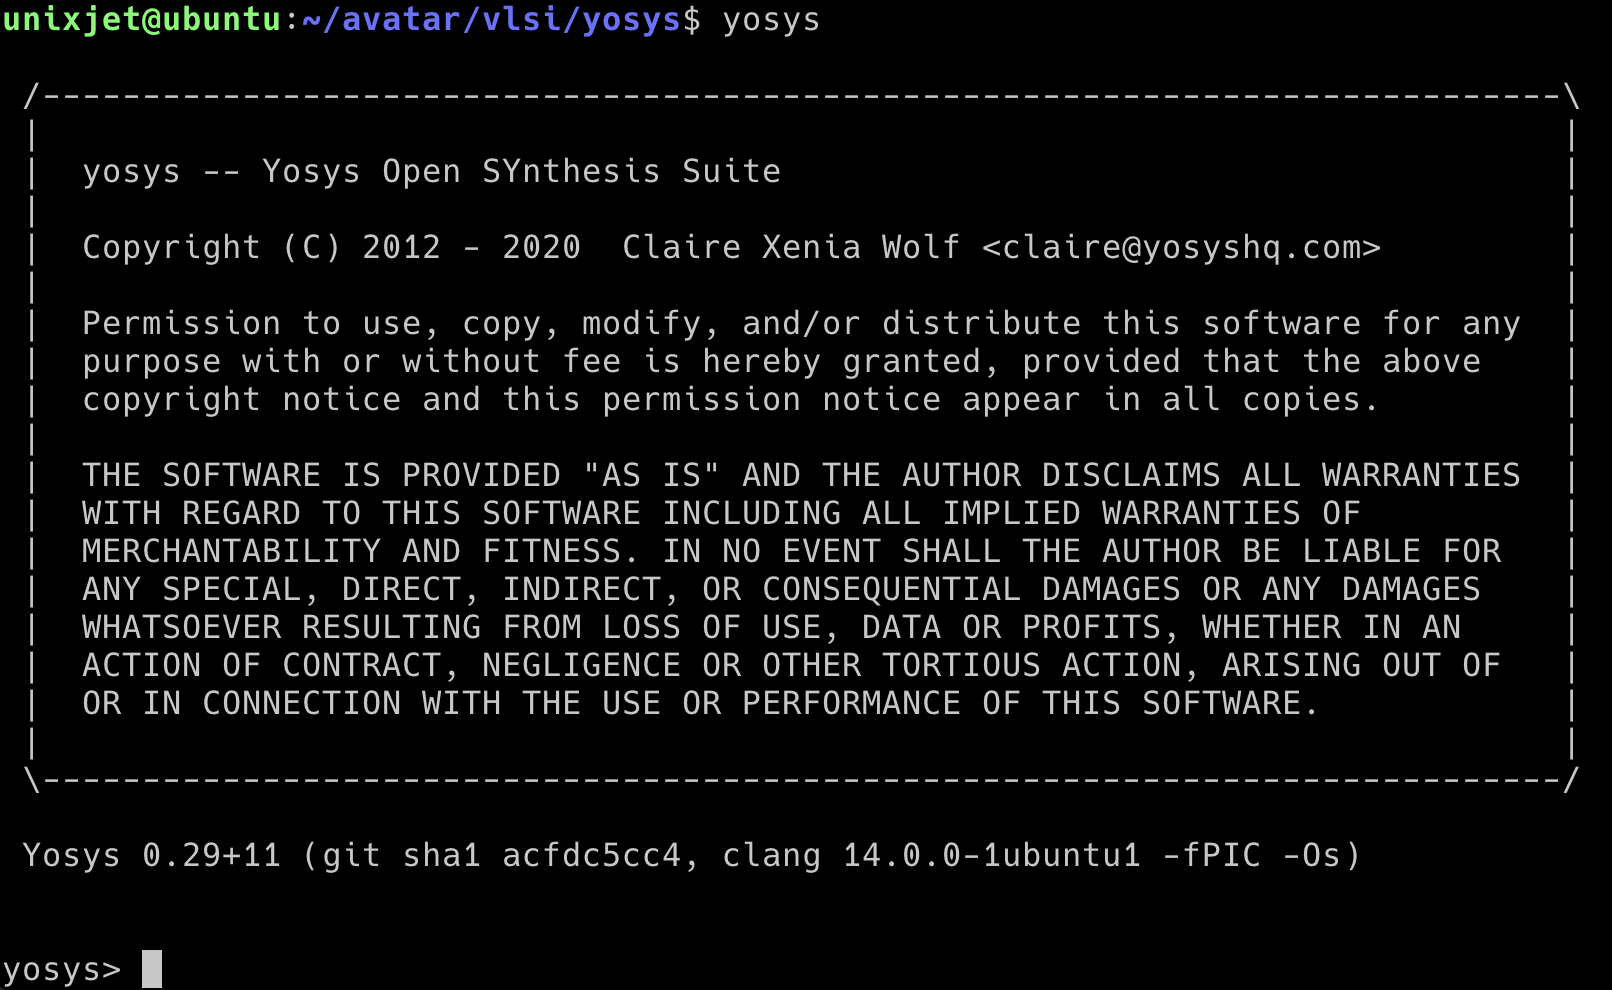 unixjet@ubuntu:~/avatar/vlsi/yosys$ yosys

 /----------------------------------------------------------------------------\
 |                                                                            |
 |  yosys -- Yosys Open SYnthesis Suite                                       |
 |                                                                            |
 |  Copyright (C) 2012 - 2020  Claire Xenia Wolf <claire@yosyshq.com>         |
 |                                                                            |
 |  Permission to use, copy, modify, and/or distribute this software for any  |
 |  purpose with or without fee is hereby granted, provided that the above    |
 |  copyright notice and this permission notice appear in all copies.         |
 |                                                                            |
 |  THE SOFTWARE IS PROVIDED "AS IS" AND THE AUTHOR DISCLAIMS ALL WARRANTIES  |
 |  WITH REGARD TO THIS SOFTWARE INCLUDING ALL IMPLIED WARRANTIES OF          |
 |  MERCHANTABILITY AND FITNESS. IN NO EVENT SHALL THE AUTHOR BE LIABLE FOR   |
 |  ANY SPECIAL, DIRECT, INDIRECT, OR CONSEQUENTIAL DAMAGES OR ANY DAMAGES    |
 |  WHATSOEVER RESULTING FROM LOSS OF USE, DATA OR PROFITS, WHETHER IN AN     |
 |  ACTION OF CONTRACT, NEGLIGENCE OR OTHER TORTIOUS ACTION, ARISING OUT OF   |
 |  OR IN CONNECTION WITH THE USE OR PERFORMANCE OF THIS SOFTWARE.            |
 |                                                                            |
 \----------------------------------------------------------------------------/

 Yosys 0.29+11 (git sha1 acfdc5cc4, clang 14.0.0-1ubuntu1 -fPIC -Os)

yosys>